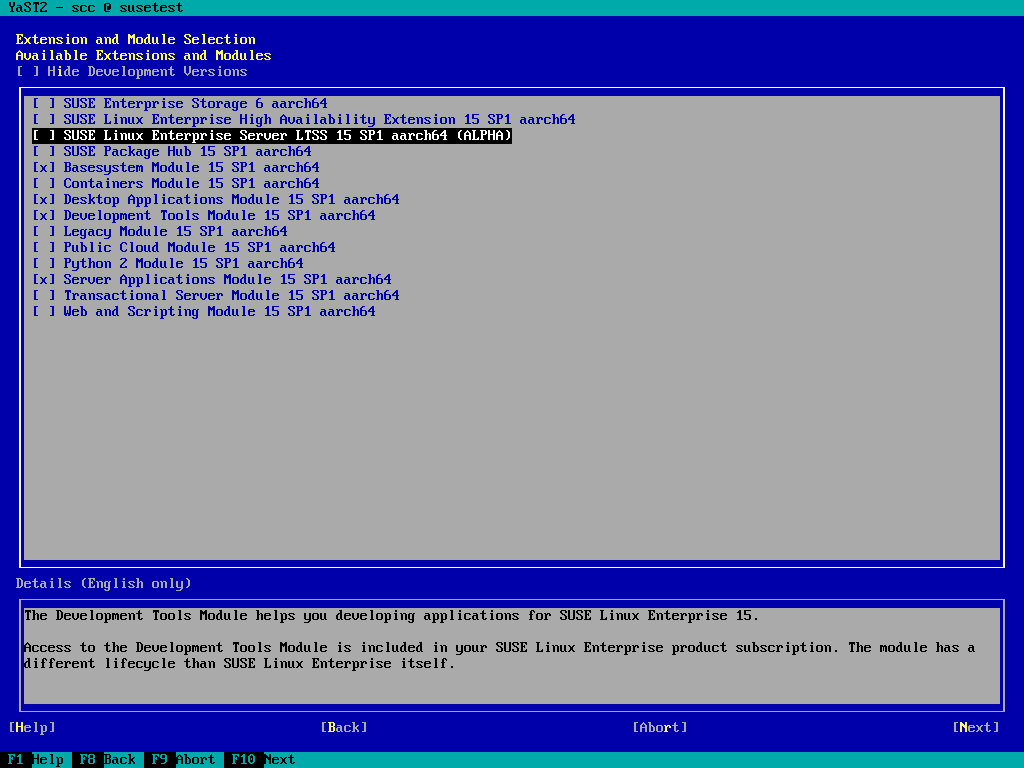 YaST2 - scc @ susetest
Extension and Module Selection
Available Extensions and Modules
[ ] Hide Development Versions
[ ] SUSE Enterprise Storage 6 aarch64
[ ] SUSE Linux Enterprise High Availability Extension 15 SP1 aarch64
[ ] SUSE Linux Enterprise Server LTSS 15 SP1 aarch64 (ALPHA)
[ ] SUSE Package Hub 15 SP1 aarch64
[x] Basesystem Module 15 SP1 aarch64
[ ] Containers Module 15 SP1 aarch64
[x] Desktop Applications Module 15 SP1 aarch64
[x] Development Tools Module 15 SP1 aarch64
[ ] Legacy Module 15 SP1 aarch64
[ ] Public Cloud Module 15 SP1 aarch64
[ ] Python 2 Module 15 SP1 aarch64
[x] Server Applications Module 15 SP1 aarch64
[ ] Transactional Server Module 15 SP1 aarch64
[ ] Web and Scripting Module 15 SP1 aarch64
Details (English only)
The Development Tools Module helps you developing applications for SUSE Linux Enterprise 15.
Access to the Development Tools Module is included in your SUSE Linux Enterprise product subscription. The module has a
different lifecycle than SUSE Linux Enterprise itself.
[Help] [Back] [Abort] [Next]
F1 Help F8 Back F9 Abort F10 Next